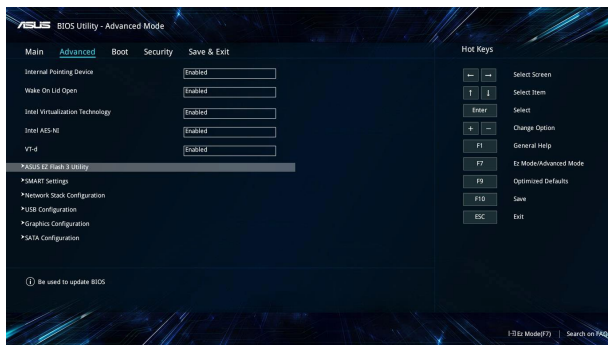 ASUS BIOS Utility - Advanced Mode
Main Advanced Boot Security Save & Exit
Hot Keys
Internal Pointing Device Enabled
Wake On Lid Open Enabled
Intel Virtualization Technology Enabled
Intel AES-NI Enabled
VT-d Enabled
ASUS EZ Flash 3 Utility
SMART Settings
Network Stack Configuration
USB Configuration
Graphics Configuration
SATA Configuration
← → Select Screen
↑ ↓ Select Item
Enter Select
+ - Change Option
F1 General Help
F7 Ez Mode/Advanced Mode
F9 Optimized Defaults
F10 Save
ESC Exit
Be used to update BIOS
Ez Mode(F7) | Search on FAQ